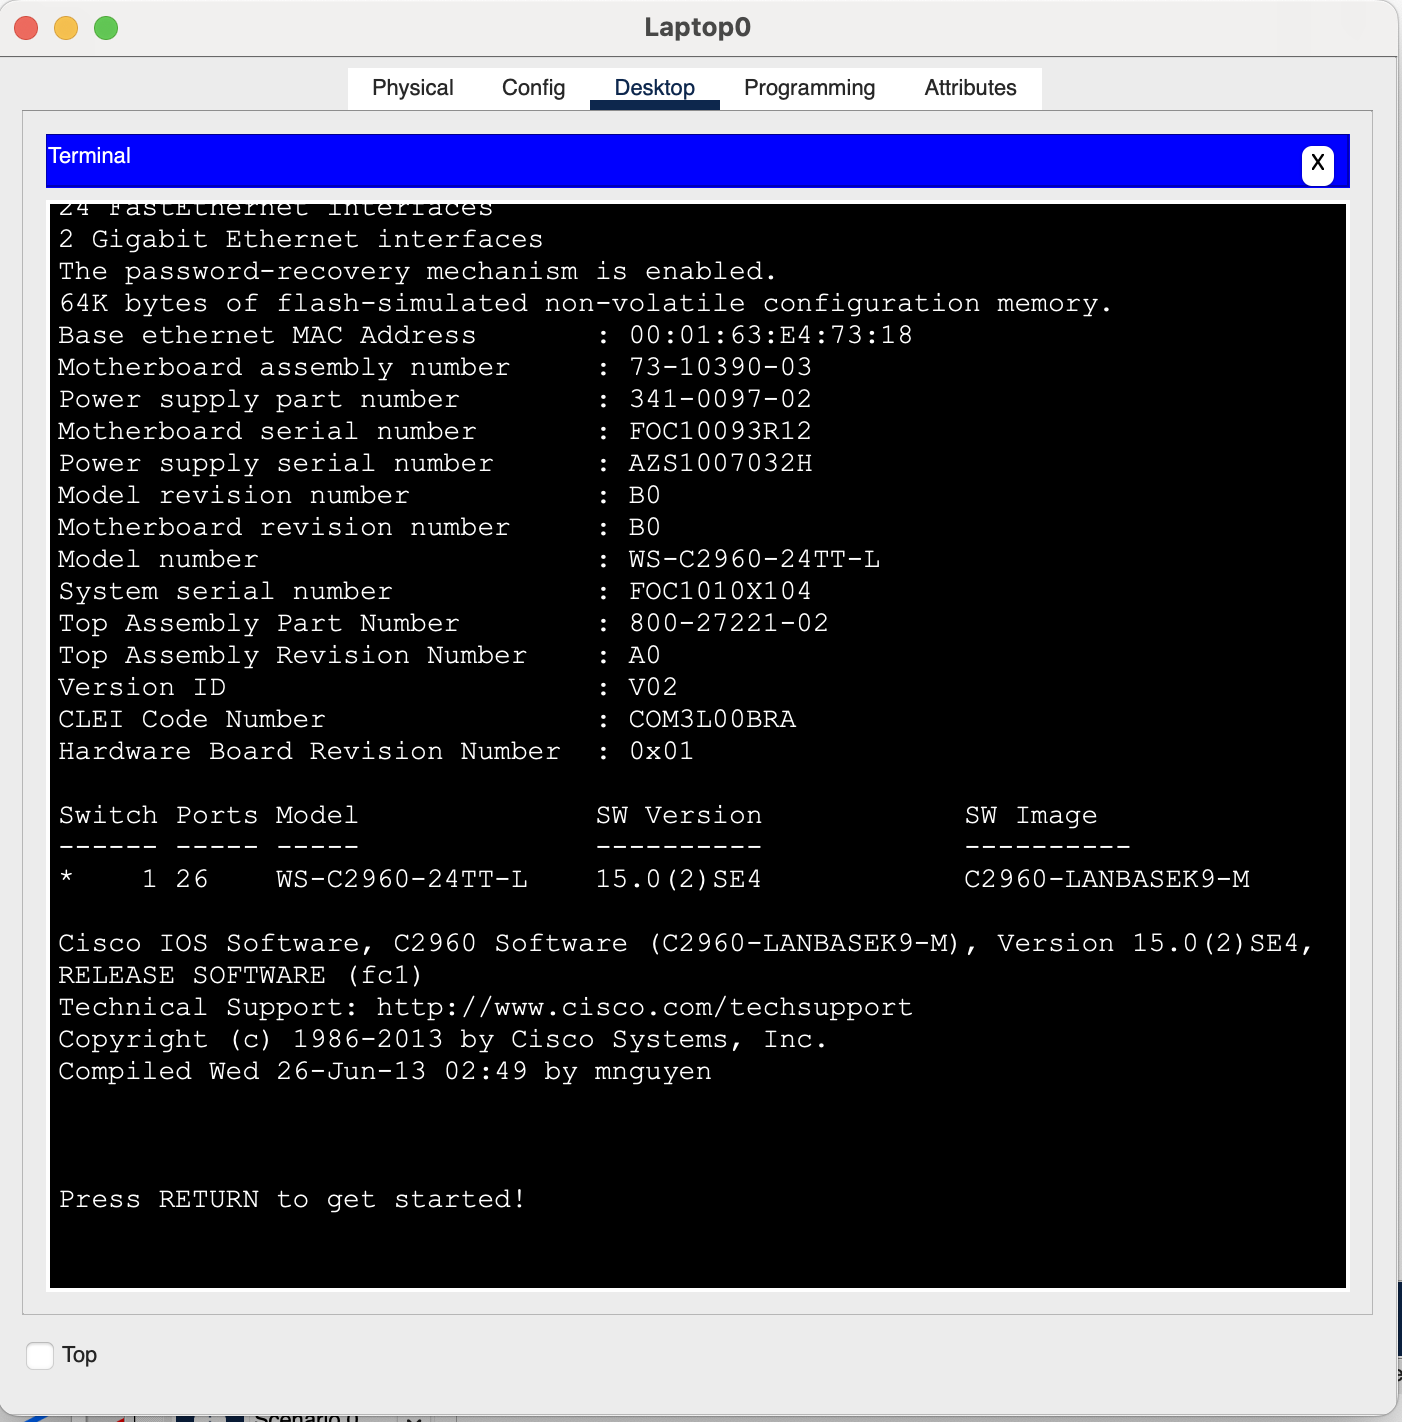 Laptop0
Physical Config Desktop Programming Attributes
Terminal
X
24 FastEthernet interfaces
2 Gigabit Ethernet interfaces
The password-recovery mechanism is enabled.
64K bytes of flash-simulated non-volatile configuration memory.
Base ethernet MAC Address : 00:01:63:E4:73:18
Motherboard assembly number : 73-10390-03
Power supply part number : 341-0097-02
Motherboard serial number : FOC10093R12
Power supply serial number : AZS1007032H
Model revision number : B0
Motherboard revision number : B0
Model number : WS-C2960-24TT-L
System serial number : FOC1010X104
Top Assembly Part Number : 800-27221-02
Top Assembly Revision Number : A0
Version ID : V02
CLEI Code Number : COM3L00BRA
Hardware Board Revision Number : 0x01
Switch Ports Model SW Version SW Image
------ ----- ----- ---------- ----------
* 1 26 WS-C2960-24TT-L 15.0(2)SE4 C2960-LANBASEK9-M
Cisco IOS Software, C2960 Software (C2960-LANBASEK9-M), Version 15.0(2)SE4,
RELEASE SOFTWARE (fc1)
Technical Support: http://www.cisco.com/techsupport
Copyright (c) 1986-2013 by Cisco Systems, Inc.
Compiled Wed 26-Jun-13 02:49 by mnguyen
Press RETURN to get started!
Top
Scenario 0